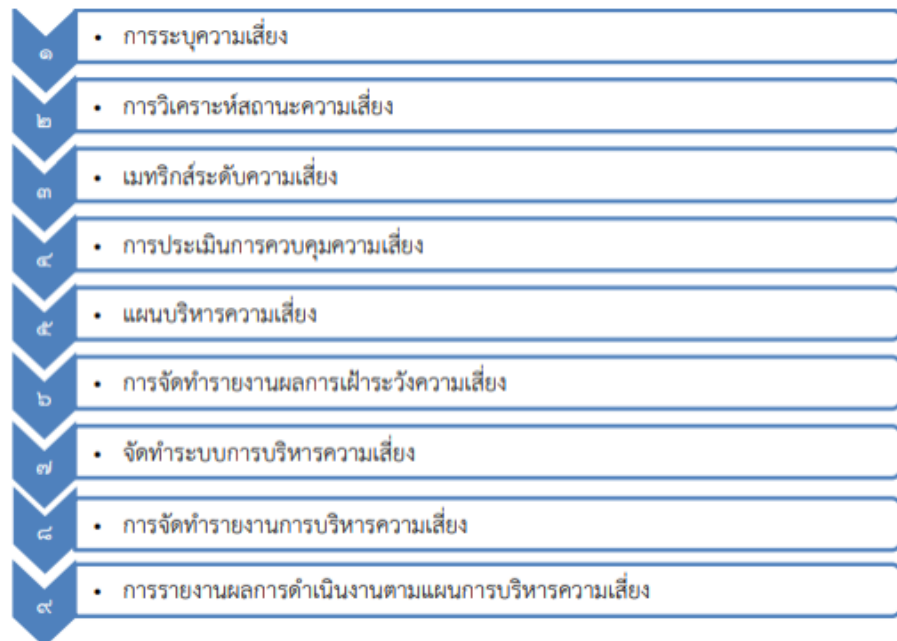 ๑
• การระบุความเสี่ยง
๒
• การวิเคราะห์สถานะความเสี่ยง
๓
• เมทริกส์ระดับความเสี่ยง
๔
• การประเมินการควบคุมความเสี่ยง
๕
• แผนบริหารความเสี่ยง
๖
• การจัดทำรายงานผลการเฝ้าระวังความเสี่ยง
๗
• จัดทำระบบการบริหารความเสี่ยง
๘
• การจัดทำรายงานการบริหารความเสี่ยง
๙
• การรายงานผลการดำเนินงานตามแผนการบริหารความเสี่ยง